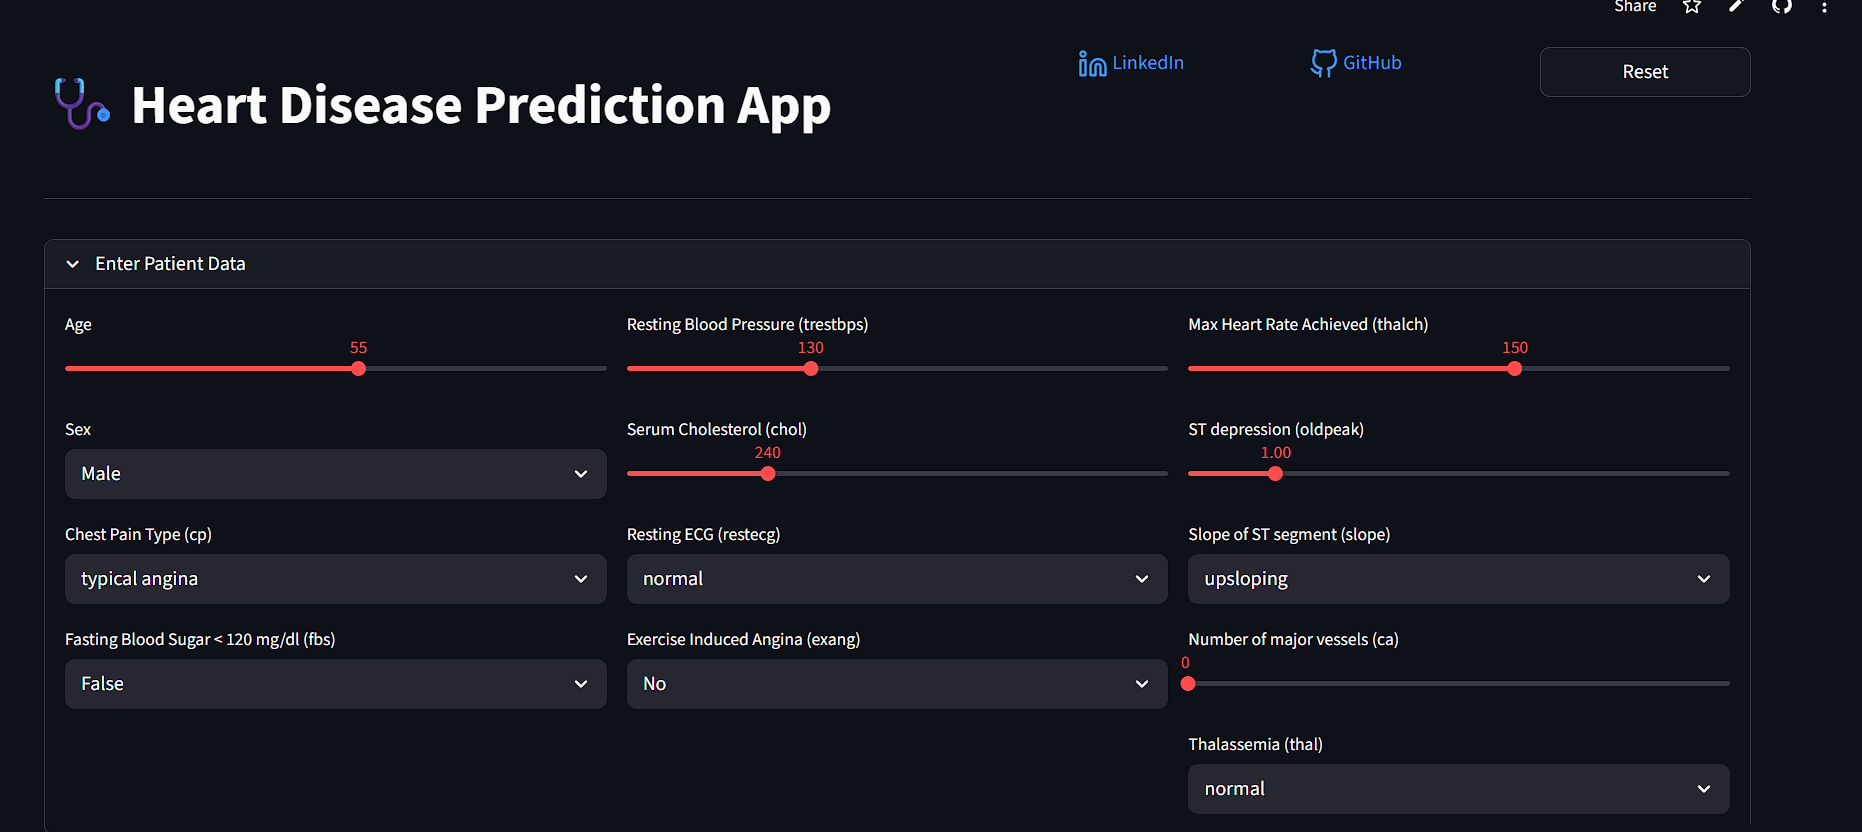 Share
LinkedIn
GitHub
Reset
Heart Disease Prediction App
Enter Patient Data
Age
55
Resting Blood Pressure (trestbps)
130
Max Heart Rate Achieved (thalch)
150
Sex
Male
Serum Cholesterol (chol)
240
ST depression (oldpeak)
1.00
Chest Pain Type (cp)
typical angina
Resting ECG (restecg)
normal
Slope of ST segment (slope)
upsloping
Fasting Blood Sugar < 120 mg/dl (fbs)
False
Exercise Induced Angina (exang)
No
Number of major vessels (ca)
0
Thalassemia (thal)
normal